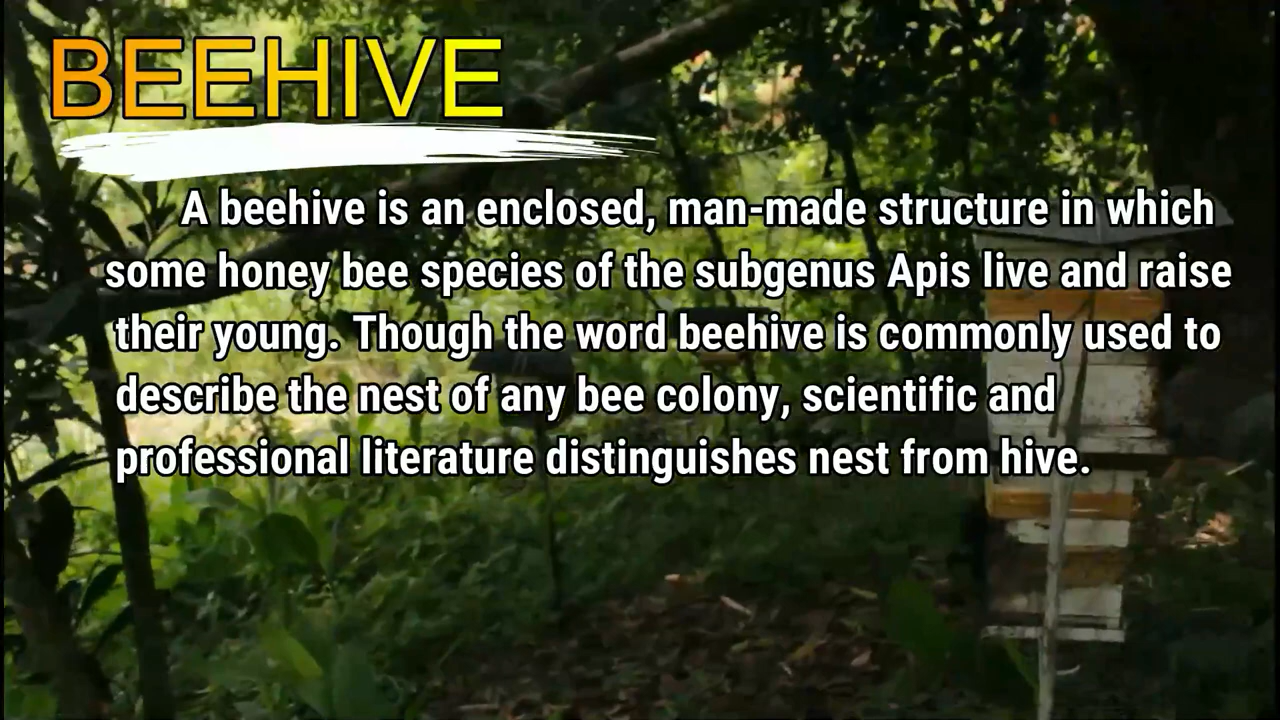 BEEHIVE
A beehive is an enclosed, man-made structure in which
some honey bee species of the subgenus Apis live and raise
their young. Though the word beehive is commonly used to
describe the nest of any bee colony, scientific and
professional literature distinguishes nest from hive.